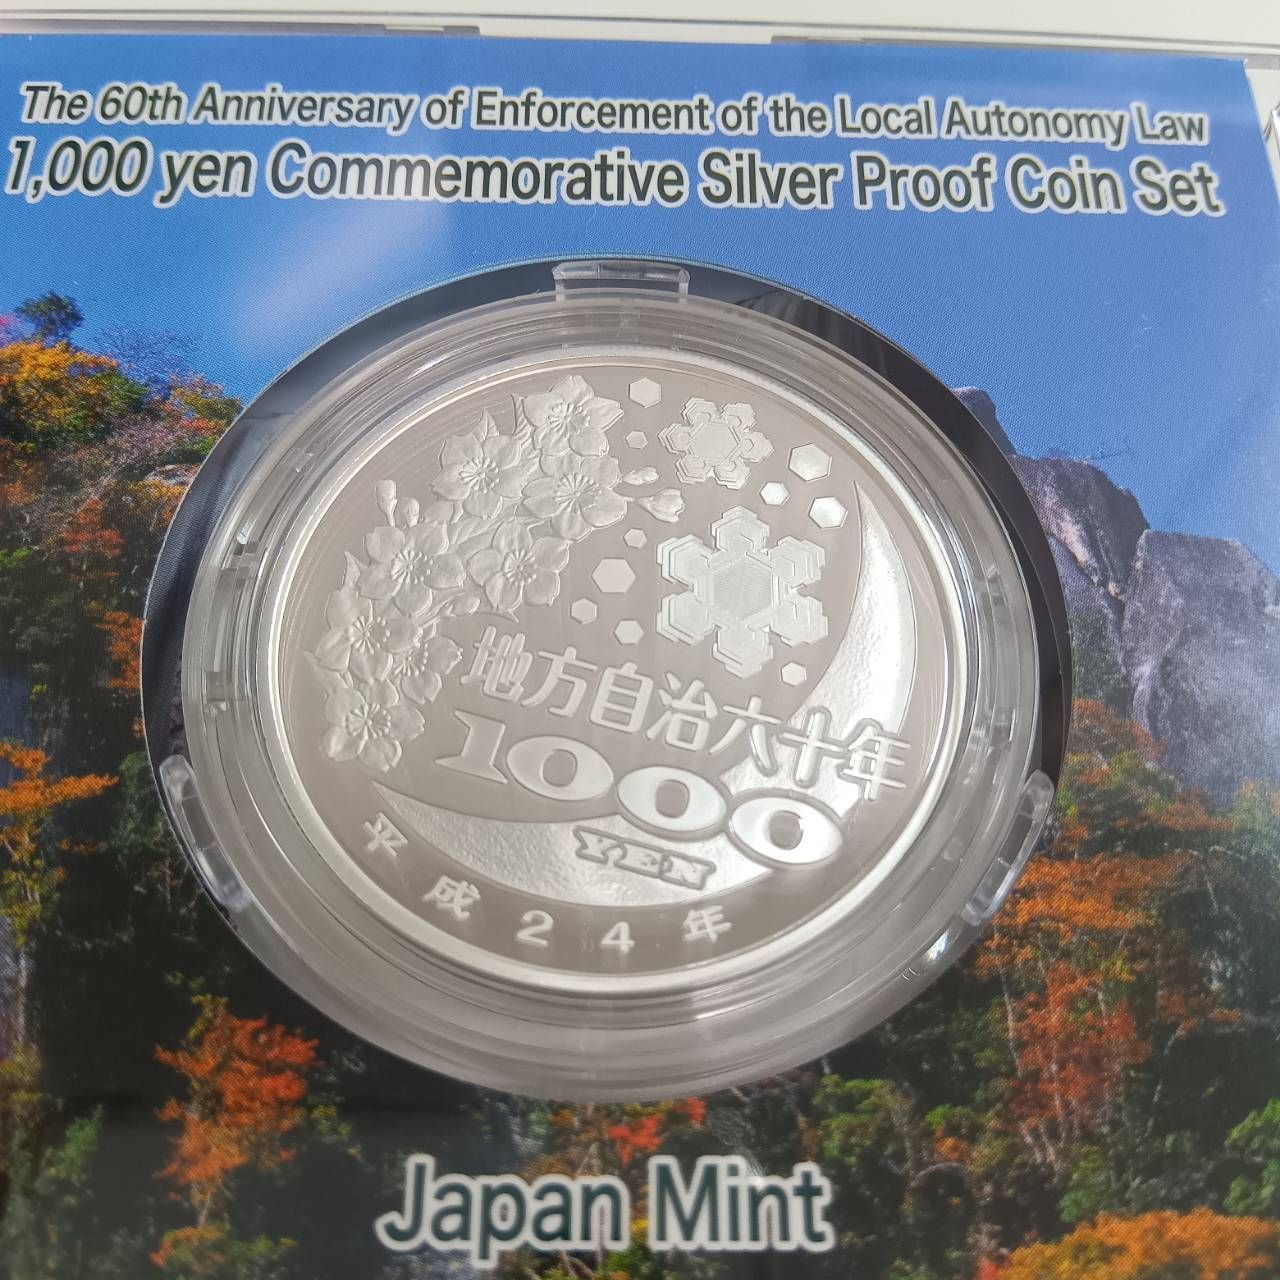 The 60th Anniversary of Enforcement of the Local Autonomy Law
1,000 yen Commemorative Silver Proof Coin Set
地方自治六十年
1000
YEN
平成24年
Japan Mint